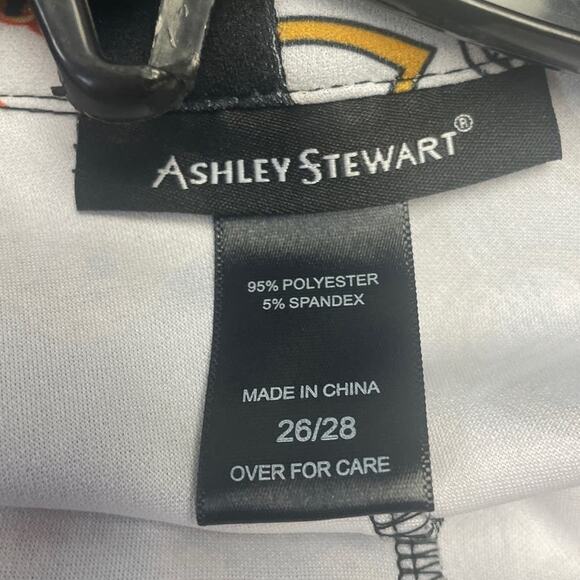 ASHLEY STEWART®
95% POLYESTER
5% SPANDEX
MADE IN CHINA
26/28
OVER FOR CARE